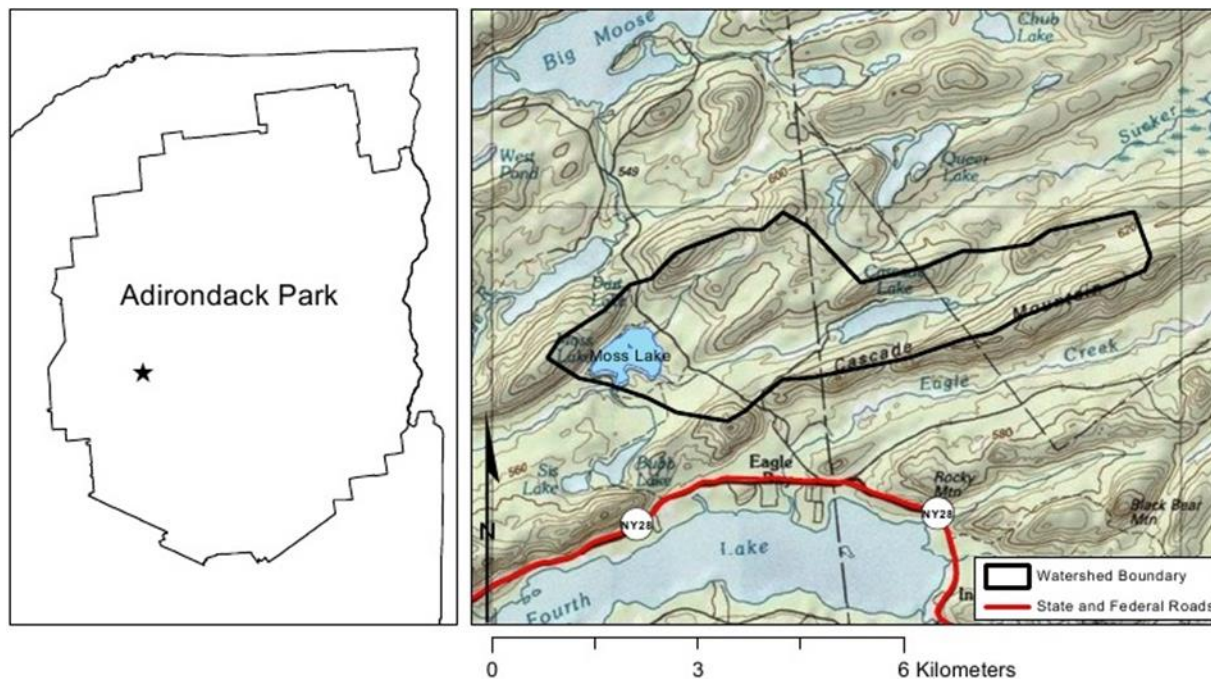 Adirondack Park
Big Moose
Chub
Lake
Sucker
West
Pond
549
Queer
Lake
600
620
Dart
Lake
Cascade
Lake
Moss
Lake
Moss Lake
Mountain
Cascade
Eagle
Creek
580
560
Sis
Lake
Bubb
Lake
Eagle
Bay
Rocky
Mtn
Black Bear
Mtn
NY28
NY28
N
Lake
Fourth
In
Watershed Boundary
State and Federal Roads
0
3
6 Kilometers